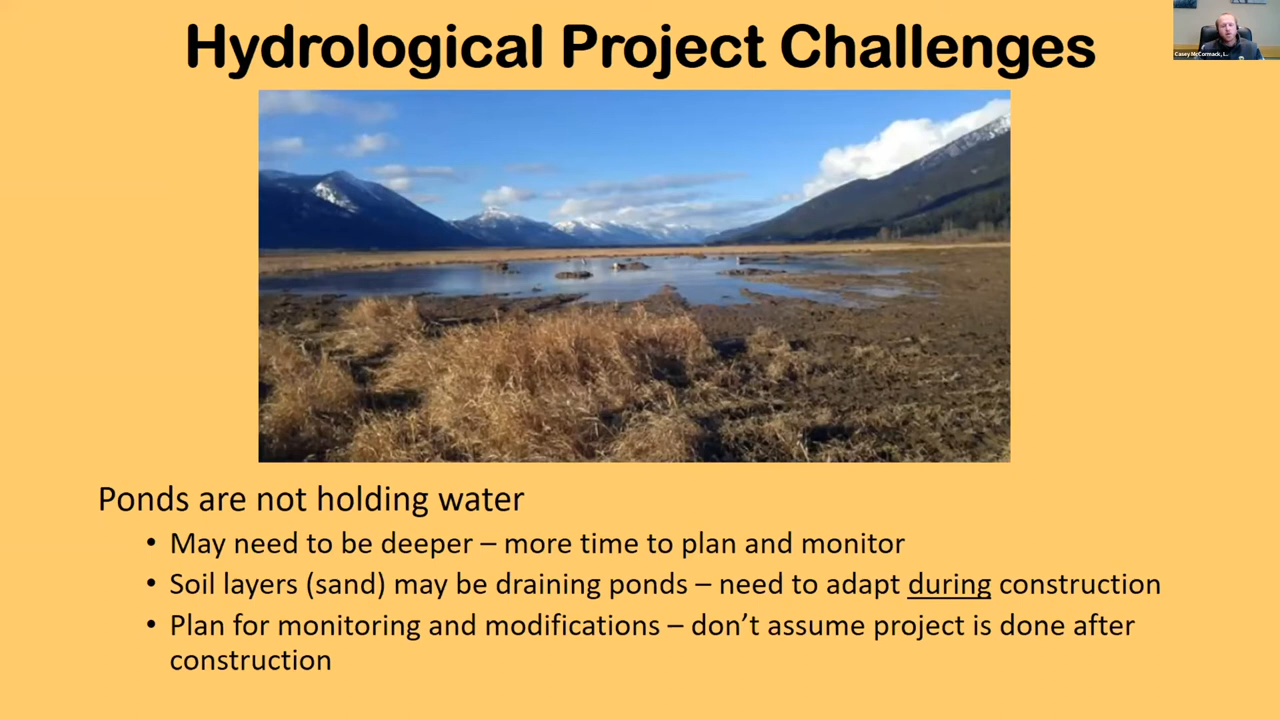 Hydrological Project Challenges
Casey McCormack, L...
Ponds are not holding water
• May need to be deeper – more time to plan and monitor
• Soil layers (sand) may be draining ponds – need to adapt during construction
• Plan for monitoring and modifications – don’t assume project is done after
construction